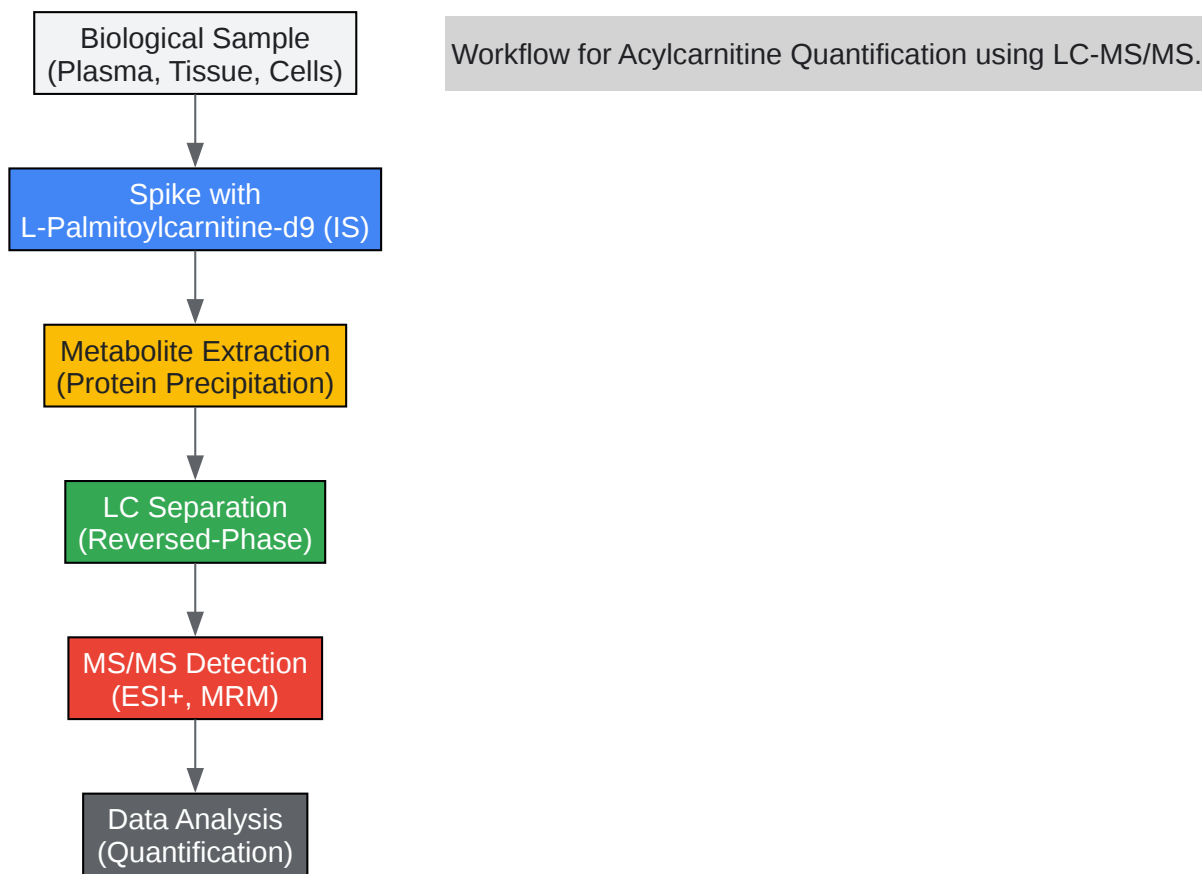 Biological Sample
(Plasma, Tissue, Cells)
Workflow for Acylcarnitine Quantification using LC-MS/MS.
Spike with
L-Palmitoylcarnitine-d9 (IS)
Metabolite Extraction
(Protein Precipitation)
LC Separation
(Reversed-Phase)
MS/MS Detection
(ESI+, MRM)
Data Analysis
(Quantification)